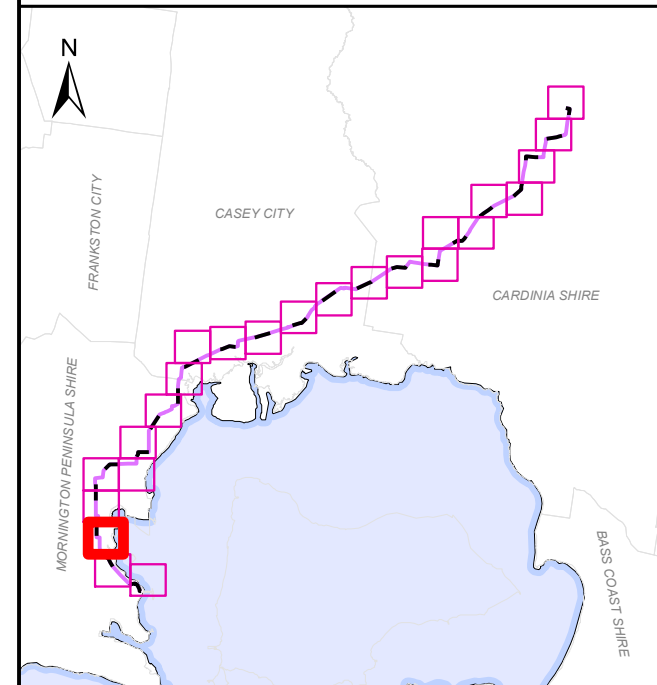 N
CASEY CITY
FRANKSTON CITY
CARDINIA SHIRE
MORNINGTON PENINSULA SHIRE
BASS COAST SHIRE